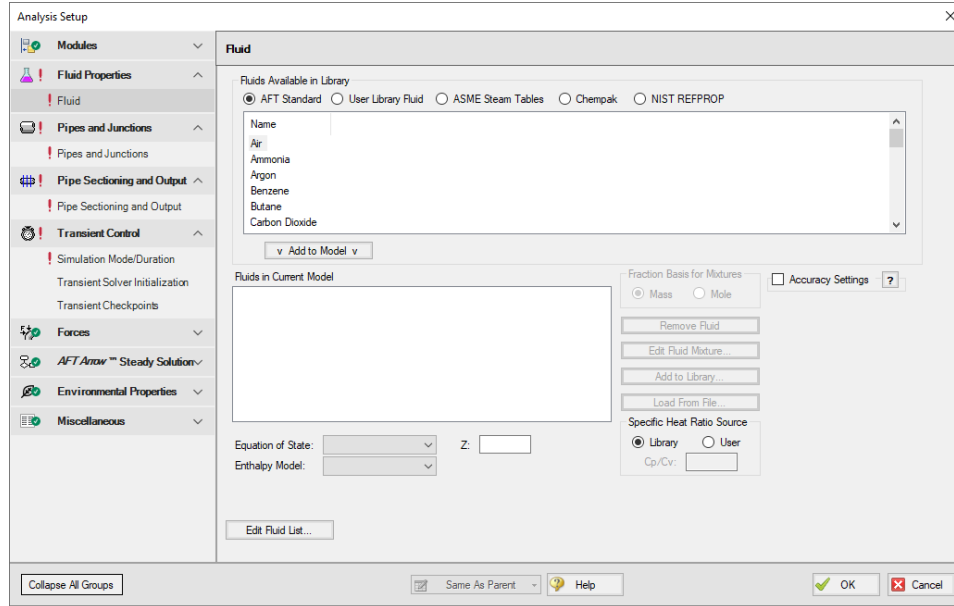 Analysis Setup
Modules
Fluid Properties
Fluid
Pipes and Junctions
Pipes and Junctions
Pipe Sectioning and Output
Pipe Sectioning and Output
Transient Control
Simulation Mode/Duration
Transient Solver Initialization
Transient Checkpoints
Forces
AFT Arrow ™ Steady Solution
Environmental Properties
Miscellaneous
Collapse All Groups
Fluid
Fluids Available in Library
AFT Standard User Library Fluid ASME Steam Tables Chempak NIST REFPROP
Name
Air
Ammonia
Argon
Benzene
Butane
Carbon Dioxide
v Add to Model v
Fluids in Current Model
Fraction Basis for Mixtures
Mass Mole
Accuracy Settings ?
Remove Fluid
Edit Fluid Mixture...
Add to Library...
Load From File...
Specific Heat Ratio Source
Library User
Cp/Cv:
Equation of State: Z:
Enthalpy Model:
Edit Fluid List...
Same As Parent Help OK Cancel